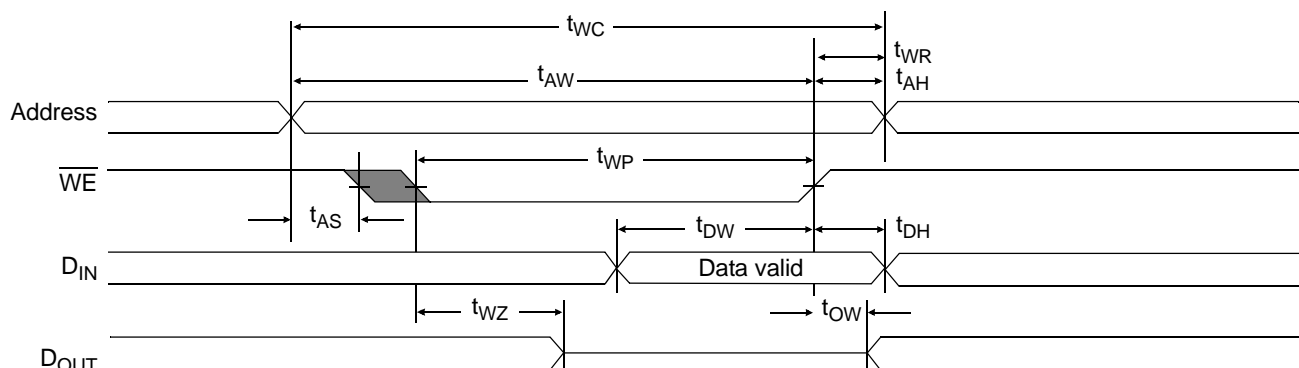 tWC
tWR
tAW
tAH
Address
tWP
WE
tAS
tDW
tDH
DIN
Data valid
tWZ
tOW
DOUT